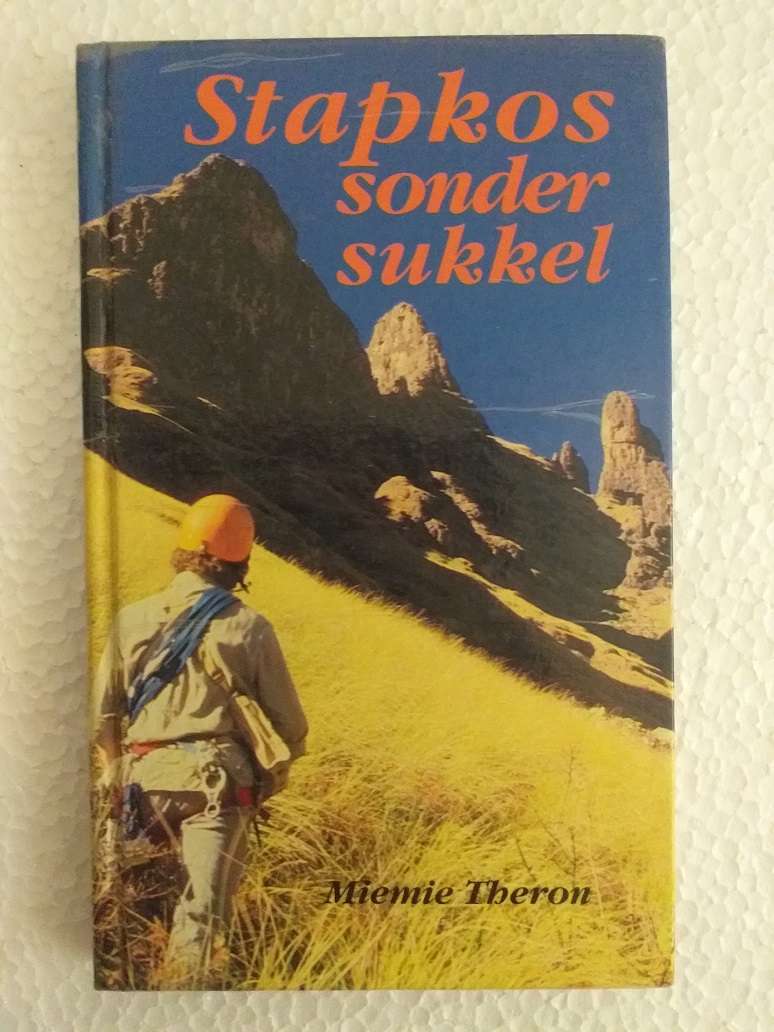 Stapkos
sonder
sukkel
Miemie Theron